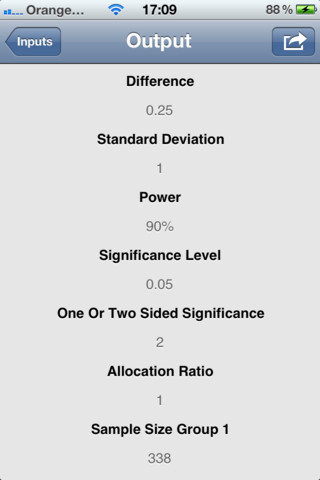 Orange... 17:09 88%
Inputs Output
Difference
0.25
Standard Deviation
1
Power
90%
Significance Level
0.05
One Or Two Sided Significance
2
Allocation Ratio
1
Sample Size Group 1
338